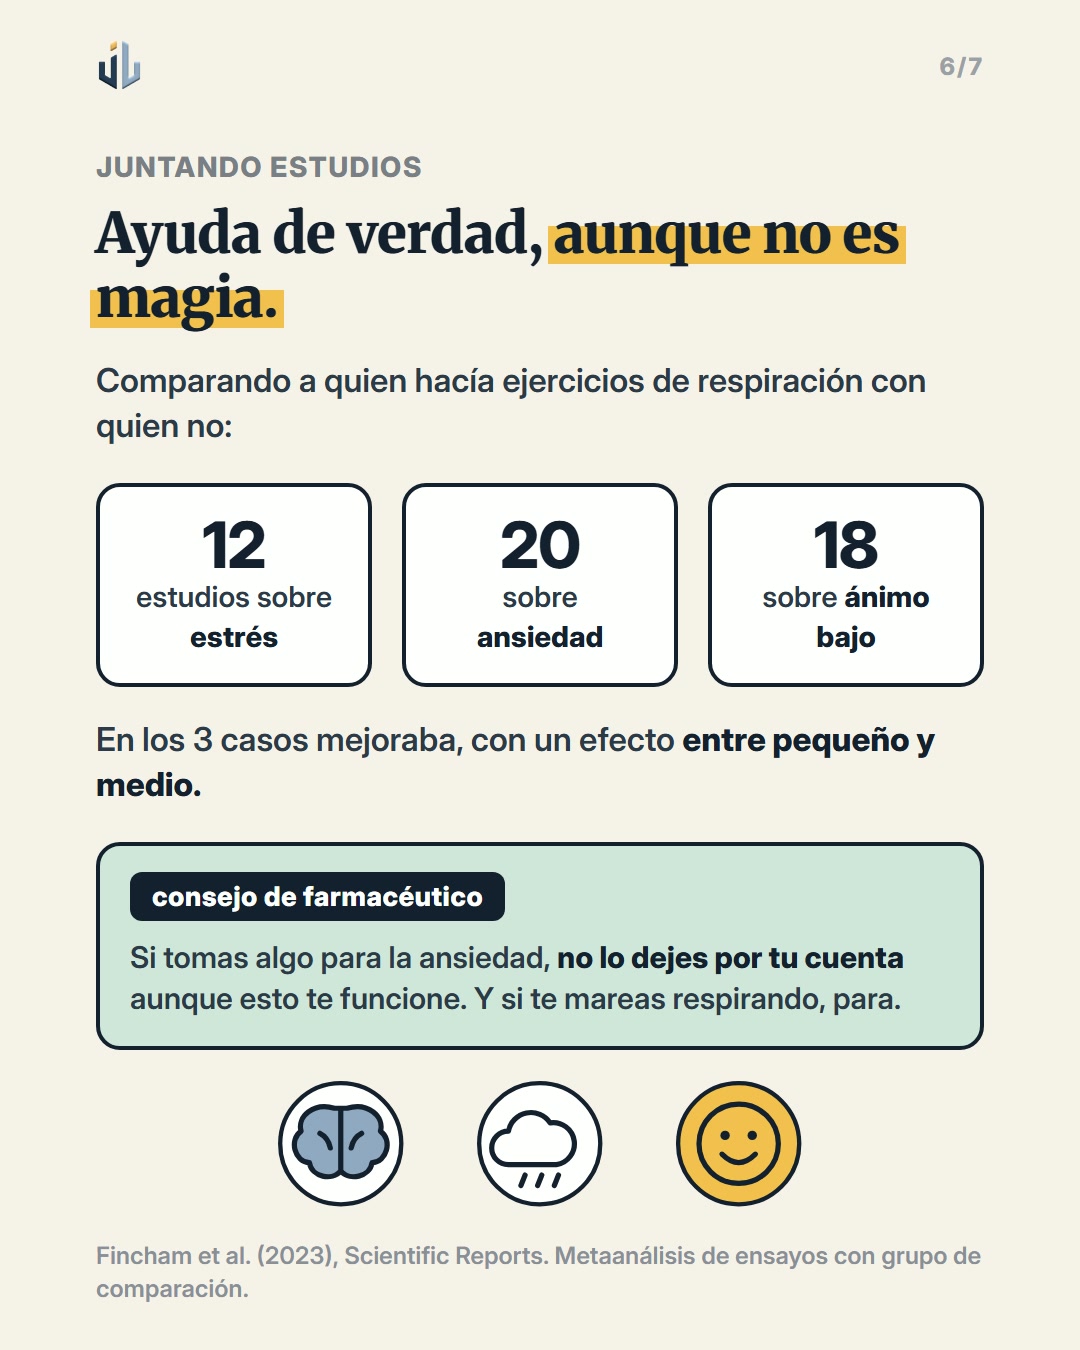 6/7
JUNTANDO ESTUDIOS
Ayuda de verdad, aunque no es
magia.
Comparando a quien hacía ejercicios de respiración con
quien no:
12
estudios sobre
estrés
20
sobre
ansiedad
18
sobre ánimo
bajo
En los 3 casos mejoraba, con un efecto entre pequeño y
medio.
consejo de farmacéutico
Si tomas algo para la ansiedad, no lo dejes por tu cuenta
aunque esto te funcione. Y si te mareas respirando, para.
Fincham et al. (2023), Scientific Reports. Metaanálisis de ensayos con grupo de
comparación.